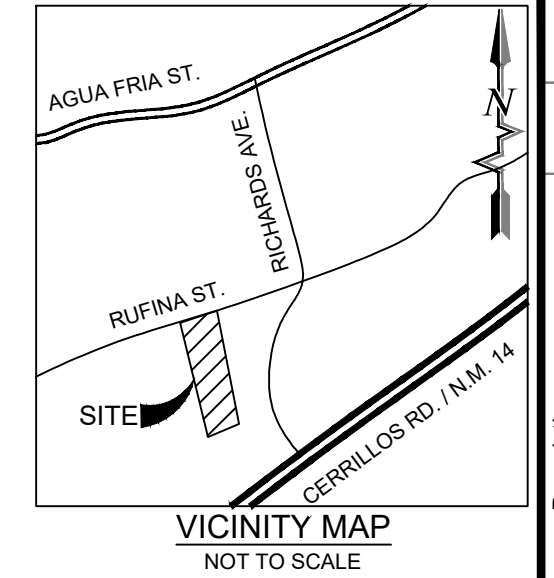 AGUA FRIA ST.
N
RICHARDS AVE.
RUFINA ST.
SITE
CERRILLOS RD. / N.M. 14
VICINITY MAP
NOT TO SCALE